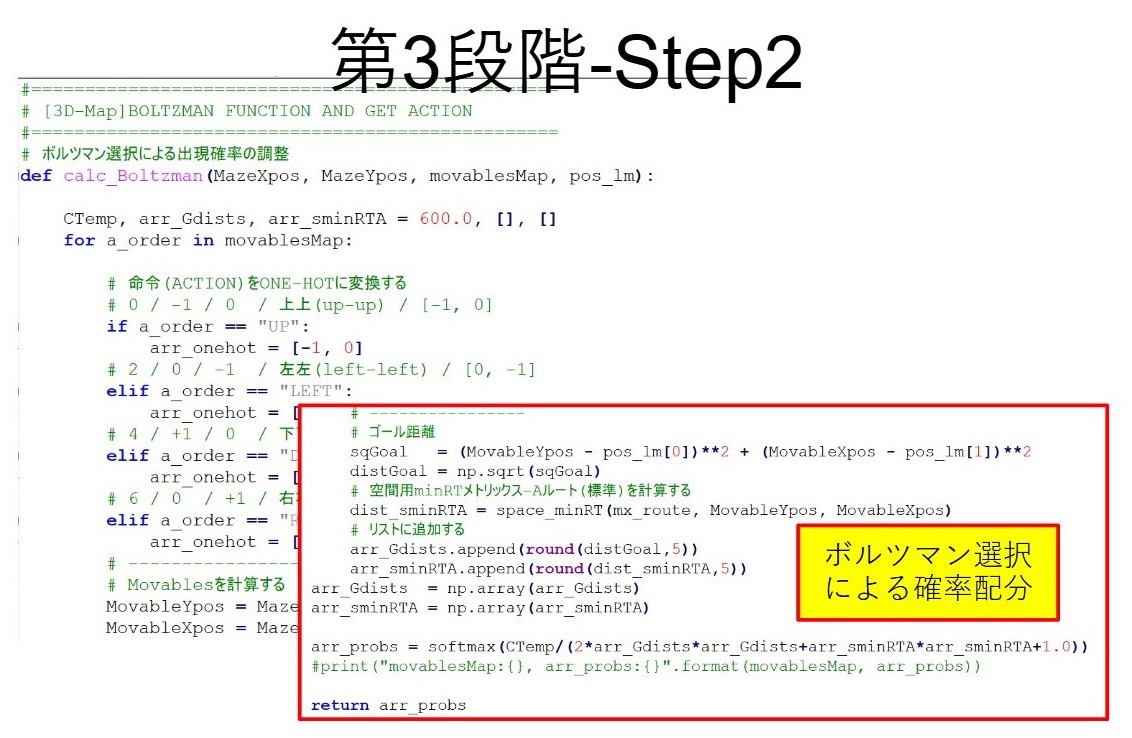 第3段階-Step2
#==================================================
# [3D-Map]BOLTZMAN FUNCTION AND GET ACTION
#==================================================
# ボルツマン選択による出現確率の調整
def calc_Boltzman(MazeXpos, MazeYpos, movablesMap, pos_lm):
CTemp, arr_Gdists, arr_sminRTA = 600.0, [], []
for a_order in movablesMap:
# 命令(ACTION)をONE-HOTに変換する
# 0 / -1 / 0 / 上上(up-up) / [-1, 0]
if a_order == "UP":
arr_onehot = [-1, 0]
# 2 / 0 / -1 / 左左(left-left) / [0, -1]
elif a_order == "LEFT":
arr_onehot = [
# 4 / +1 / 0 / 下
elif a_order == "D
arr_onehot = [
# 6 / 0 / +1 / 右
elif a_order == "R
arr_onehot = [
# ----------------
# Movablesを計算する
MovableYpos = Maze
MovableXpos = Maze
# ----------------
# ゴール距離
sqGoal = (MovableYpos - pos_lm[0])**2 + (MovableXpos - pos_lm[1])**2
distGoal = np.sqrt(sqGoal)
# 空間用minRTメトリックス-Aルート(標準)を計算する
dist_sminRTA = space_minRT(mx_route, MovableYpos, MovableXpos)
# リストに追加する
arr_Gdists.append(round(distGoal,5))
arr_sminRTA.append(round(dist_sminRTA,5))
arr_Gdists = np.array(arr_Gdists)
arr_sminRTA = np.array(arr_sminRTA)
arr_probs = softmax(CTemp/(2*arr_Gdists*arr_Gdists+arr_sminRTA*arr_sminRTA+1.0))
#print("movablesMap:{}, arr_probs:{}".format(movablesMap, arr_probs))
return arr_probs
ボルツマン選択
による確率配分